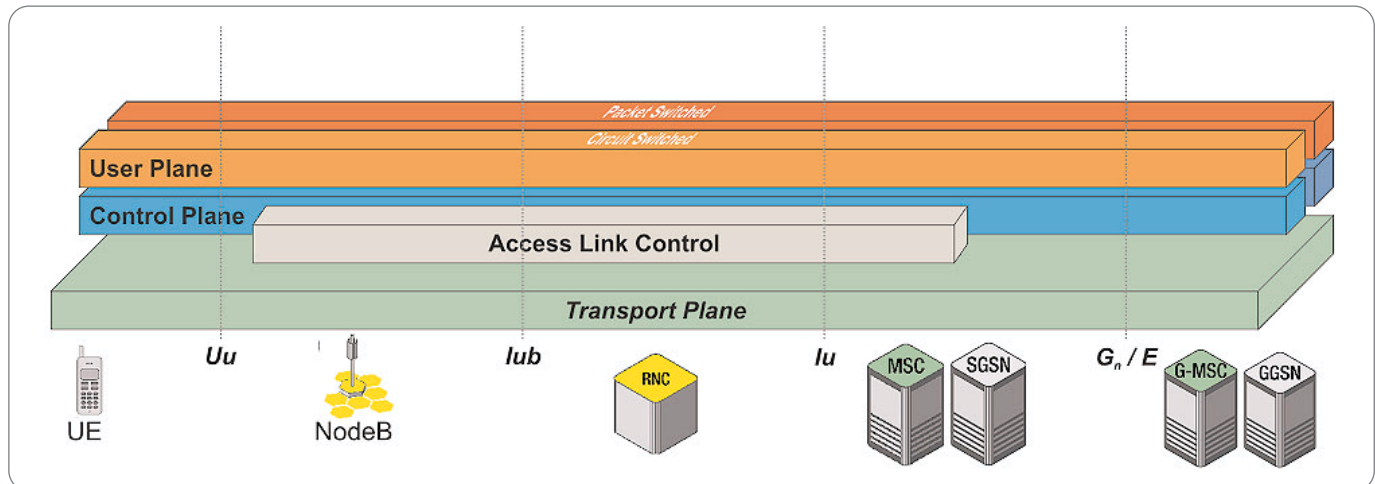 Packet Switched
Circuit Switched
User Plane
Control Plane
Access Link Control
Transport Plane
Uu
Iub
Iu
Gn / E
UE
NodeB
RNC
MSC
SGSN
G-MSC
GGSN